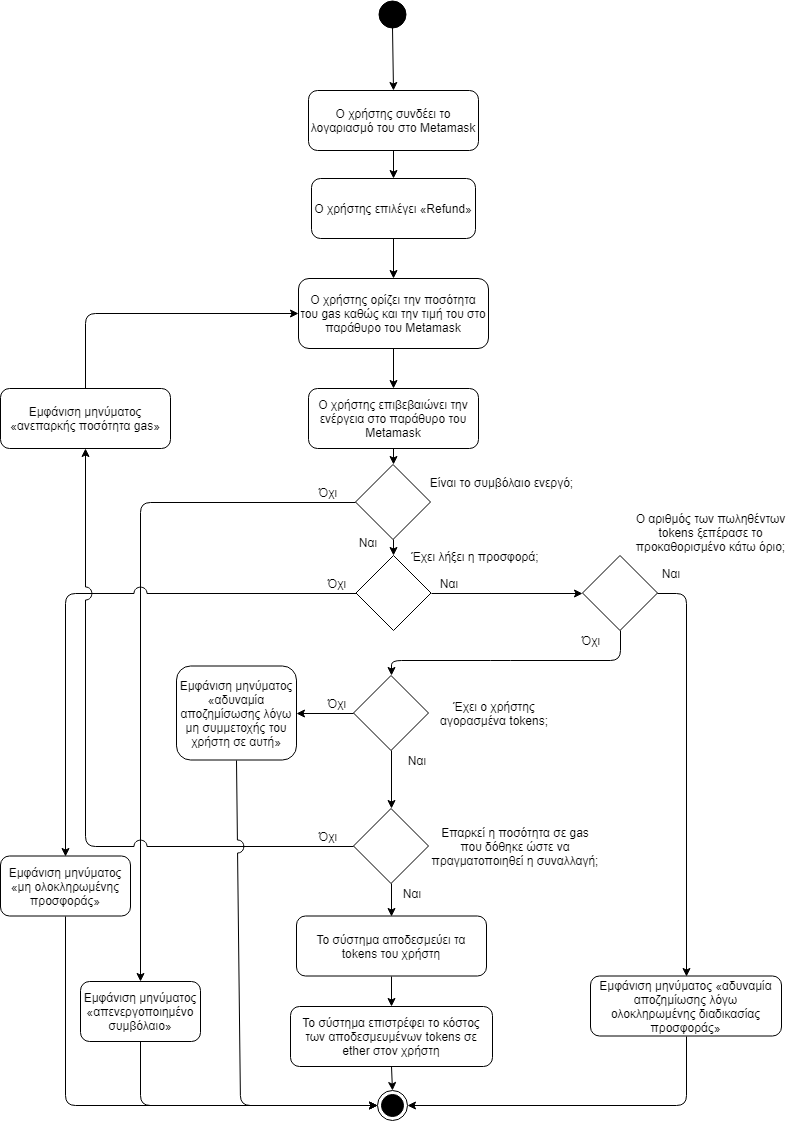 Ο χρήστης συνδέει το
λογαριασμό του στο Metamask
Ο χρήστης επιλέγει «Refund»
Ο χρήστης ορίζει την ποσότητα
του gas καθώς και την τιμή του στο
παράθυρο του Metamask
Εμφάνιση μηνύματος
«ανεπαρκής ποσότητα gas»
Ο χρήστης επιβεβαιώνει την
ενέργεια στο παράθυρο του
Metamask
Όχι
Είναι το συμβόλαιο ενεργό;
Ναι
Ο αριθμός των πωληθέντων
tokens ξεπέρασε το
προκαθορισμένο κάτω όριο;
Έχει λήξει η προσφορά;
Όχι
Ναι
Ναι
Όχι
Εμφάνιση μηνύματος
«αδυναμία
αποζημίσωσης λόγω
μη συμμετοχής του
χρήστη σε αυτή»
Όχι
Έχει ο χρήστης
αγορασμένα tokens;
Ναι
Όχι
Επαρκεί η ποσότητα σε gas
που δόθηκε ώστε να
πραγματοποιηθεί η συναλλαγή;
Ναι
Εμφάνιση μηνύματος
«μη ολοκληρωμένης
προσφοράς»
Το σύστημα αποδεσμεύει τα
tokens του χρήστη
Εμφάνιση μηνύματος
«απενεργοποιημένο
συμβόλαιο»
Εμφάνιση μηνύματος «αδυναμία
αποζημίωσης λόγω
ολοκληρωμένης διαδικασίας
προσφοράς»
Το σύστημα επιστρέφει το κόστος
των αποδεσμευμένων tokens σε
ether στον χρήστη